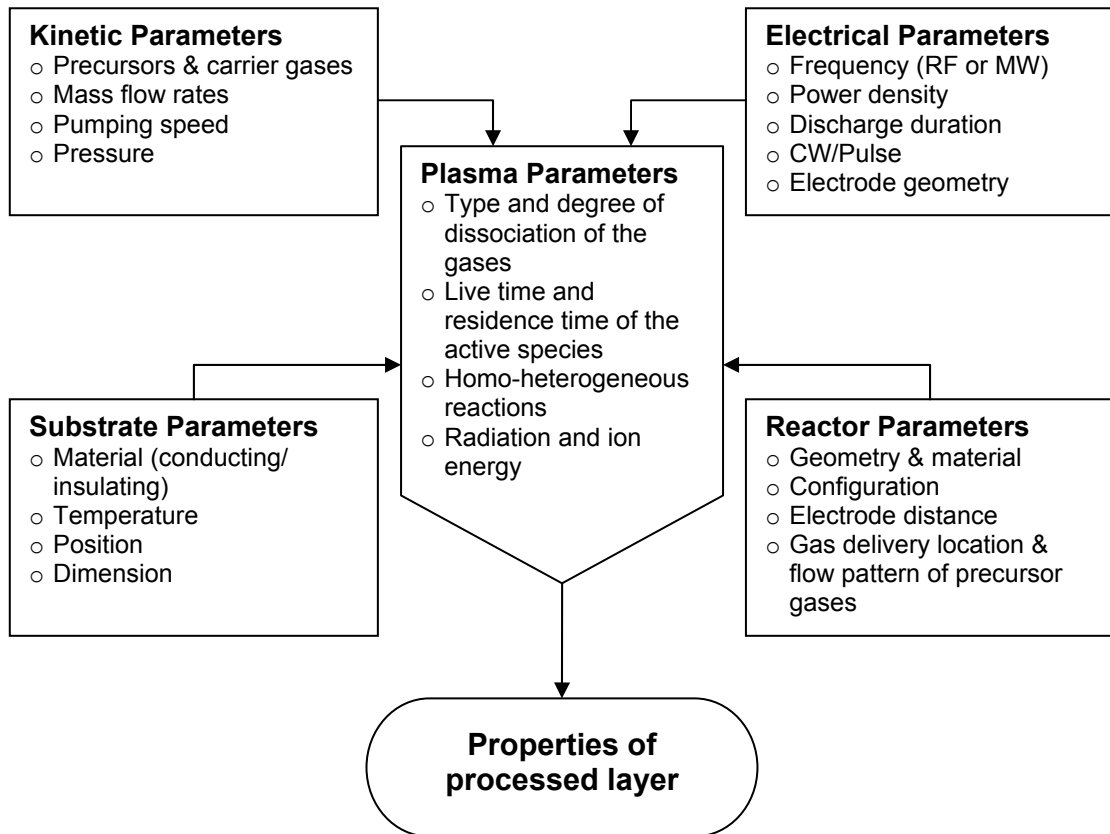 Kinetic Parameters
o Precursors & carrier gases
o Mass flow rates
o Pumping speed
o Pressure
Electrical Parameters
o Frequency (RF or MW)
o Power density
o Discharge duration
o CW/Pulse
o Electrode geometry
Plasma Parameters
o Type and degree of
dissociation of the
gases
o Live time and
residence time of the
active species
o Homo-heterogeneous
reactions
o Radiation and ion
energy
Substrate Parameters
o Material (conducting/
insulating)
o Temperature
o Position
o Dimension
Reactor Parameters
o Geometry & material
o Configuration
o Electrode distance
o Gas delivery location &
flow pattern of precursor
gases
Properties of
processed layer